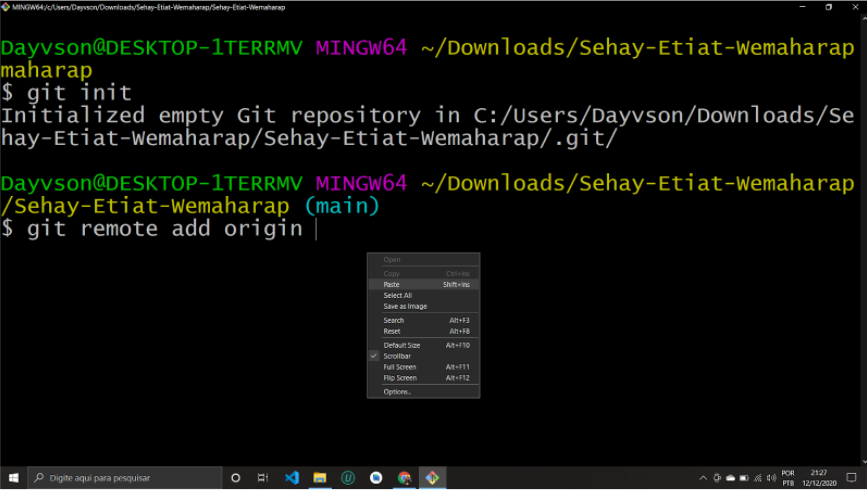 MINGW64:/c/Users/Dayvson/Downloads/Sehay-Etiat-Wemaharap/Sehay-Etiat-Wemaharap
Dayvson@DESKTOP-1TERRMV MINGW64 ~/Downloads/Sehay-Etiat-Wemaharap
maharap
$ git init
Initialized empty Git repository in C:/Users/Dayvson/Downloads/Se
hay-Etiat-Wemaharap/Sehay-Etiat-Wemaharap/.git/
Dayvson@DESKTOP-1TERRMV MINGW64 ~/Downloads/Sehay-Etiat-Wemaharap
/Sehay-Etiat-Wemaharap (main)
$ git remote add origin
Open
Copy Ctrl+Ins
Paste Shift+Ins
Select All
Save as Image
Search Alt+F3
Reset Alt+F8
Default Size Alt+F10
Scrollbar
Full Screen Alt+F11
Flip Screen Alt+F12
Options...
Digite aqui para pesquisar
POR
PTB
21:27
12/12/2020